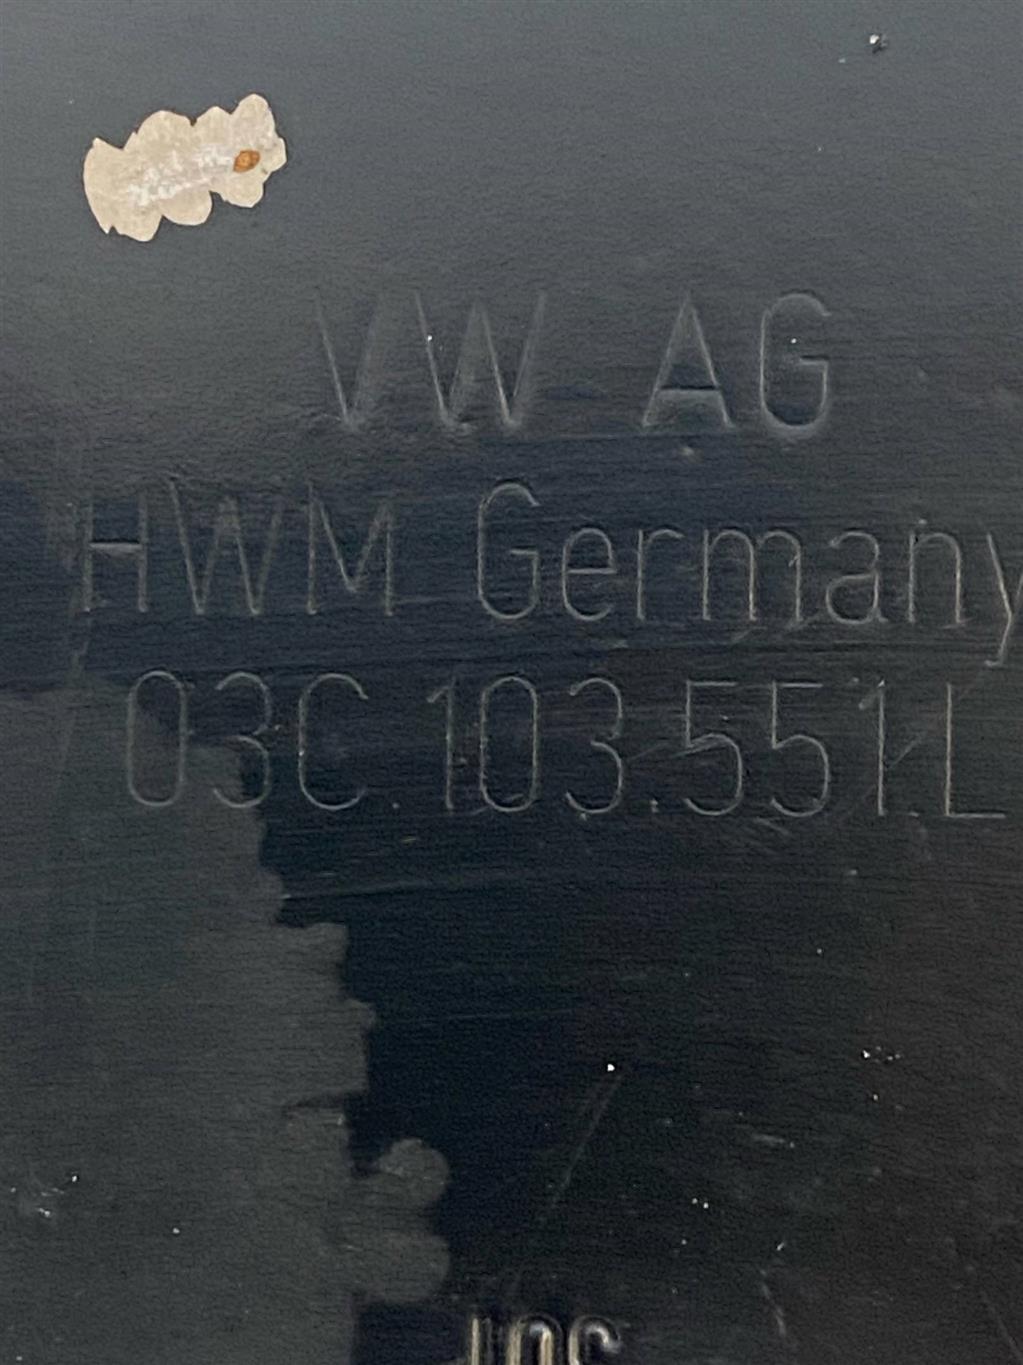 VW AG
HWM Germany
03C.103.551.L